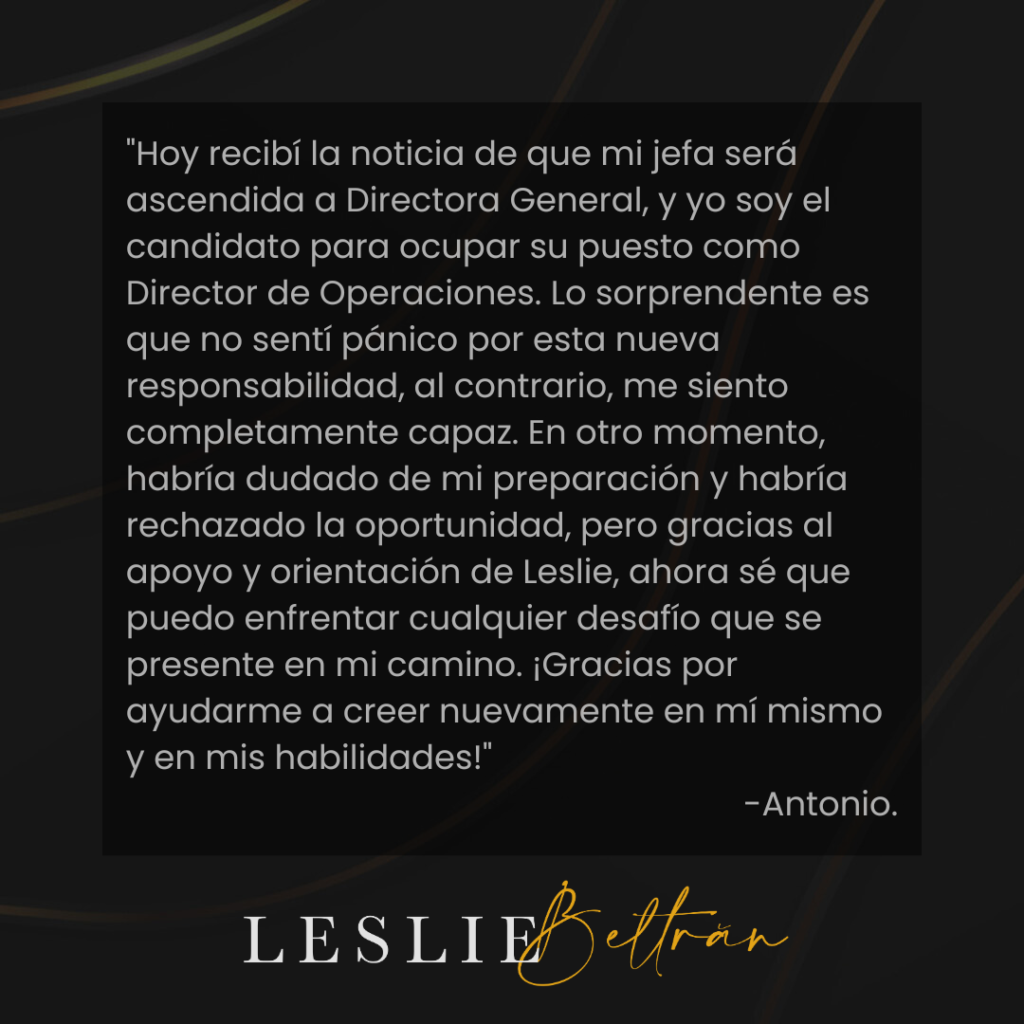 "Hoy recibí la noticia de que mi jefa será
ascendida a Directora General, y yo soy el
candidato para ocupar su puesto como
Director de Operaciones. Lo sorprendente es
que no sentí pánico por esta nueva
responsabilidad, al contrario, me siento
completamente capaz. En otro momento,
habría dudado de mi preparación y habría
rechazado la oportunidad, pero gracias al
apoyo y orientación de Leslie, ahora sé que
puedo enfrentar cualquier desafío que se
presente en mi camino. ¡Gracias por
ayudarme a creer nuevamente en mí mismo
y en mis habilidades!"
-Antonio.
LESLIE Beltrán